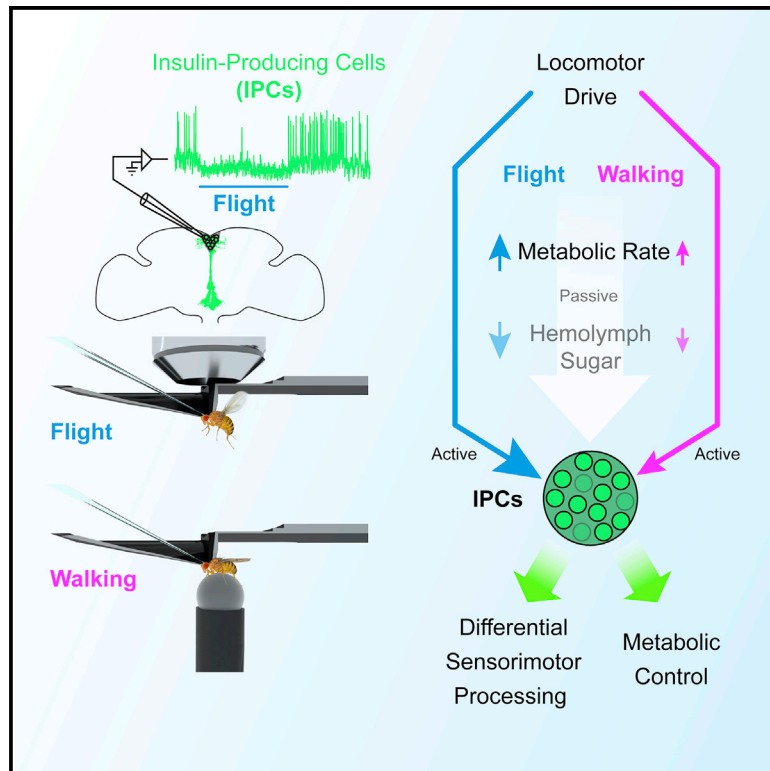 Insulin-Producing Cells
(IPCs)
Flight
Flight
Walking
Locomotor
Drive
Flight
Walking
Metabolic Rate
Passive
Hemolymph
Sugar
Active
Active
IPCs
Differential
Sensorimotor
Processing
Metabolic
Control